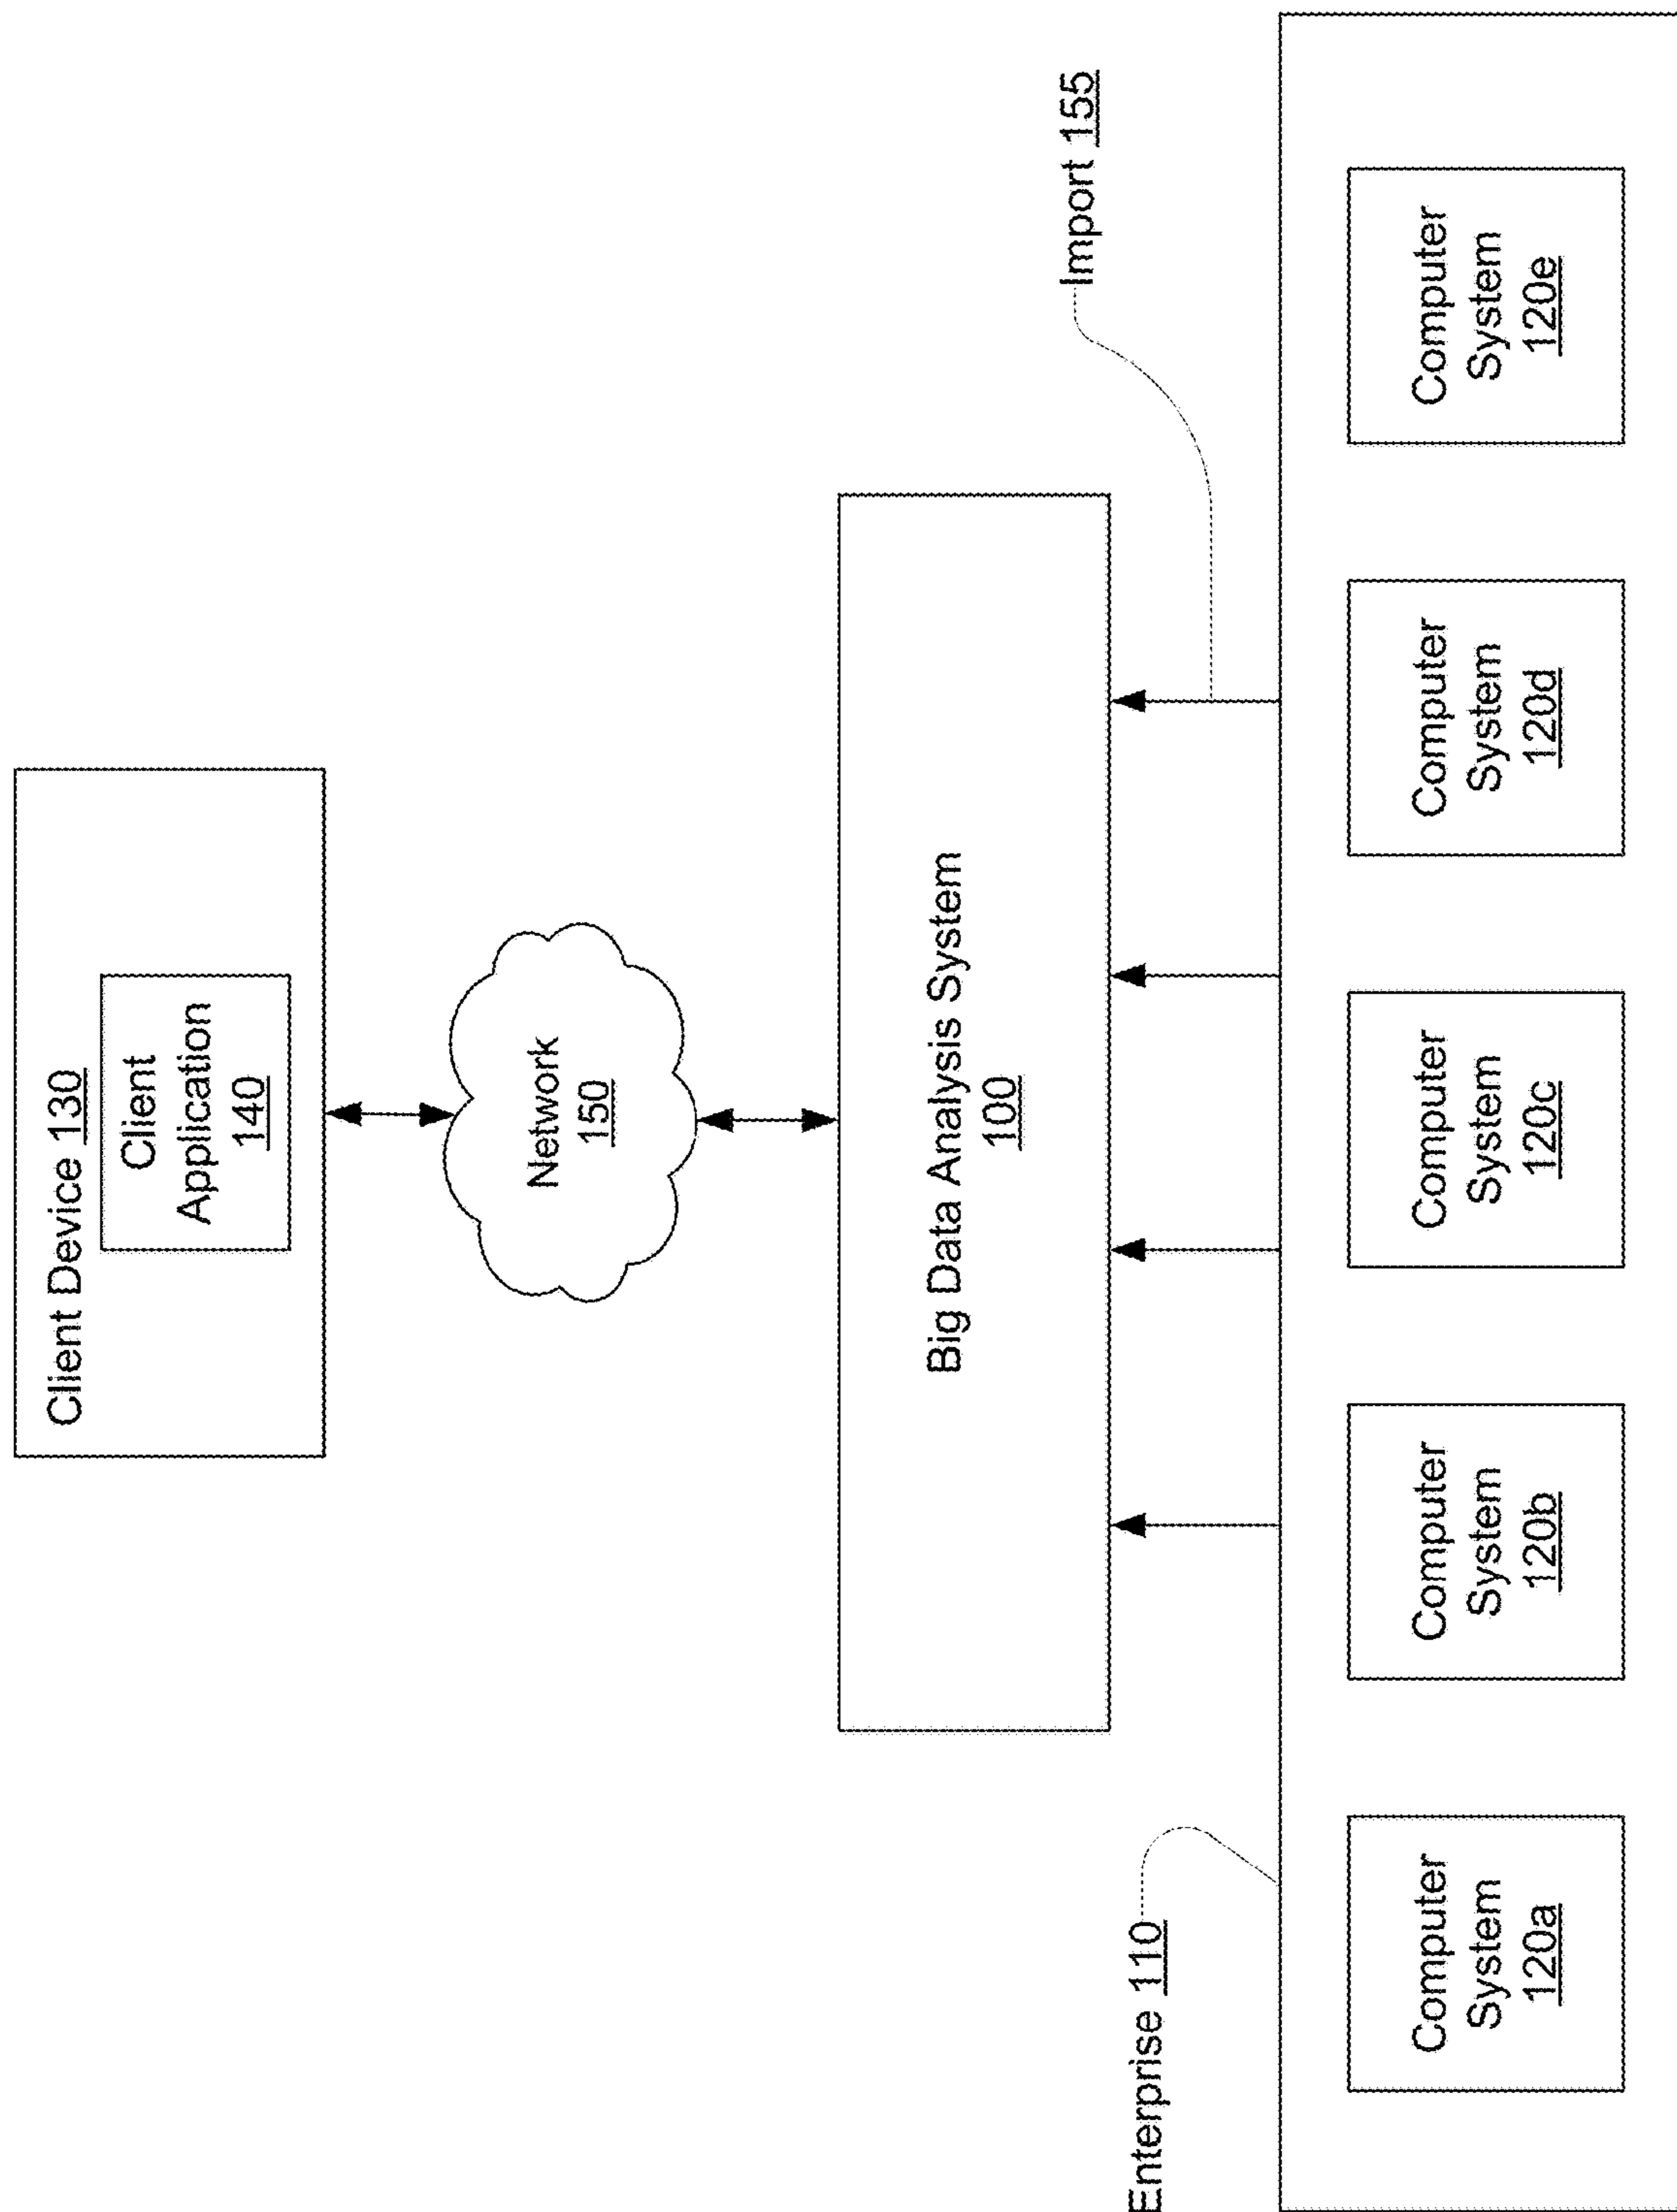 Client Device 130
Client
Application
140
Network
150
Big Data Analysis System
100
Import 155
Enterprise 110
Computer
System
120a
Computer
System
120b
Computer
System
120c
Computer
System
120d
Computer
System
120e